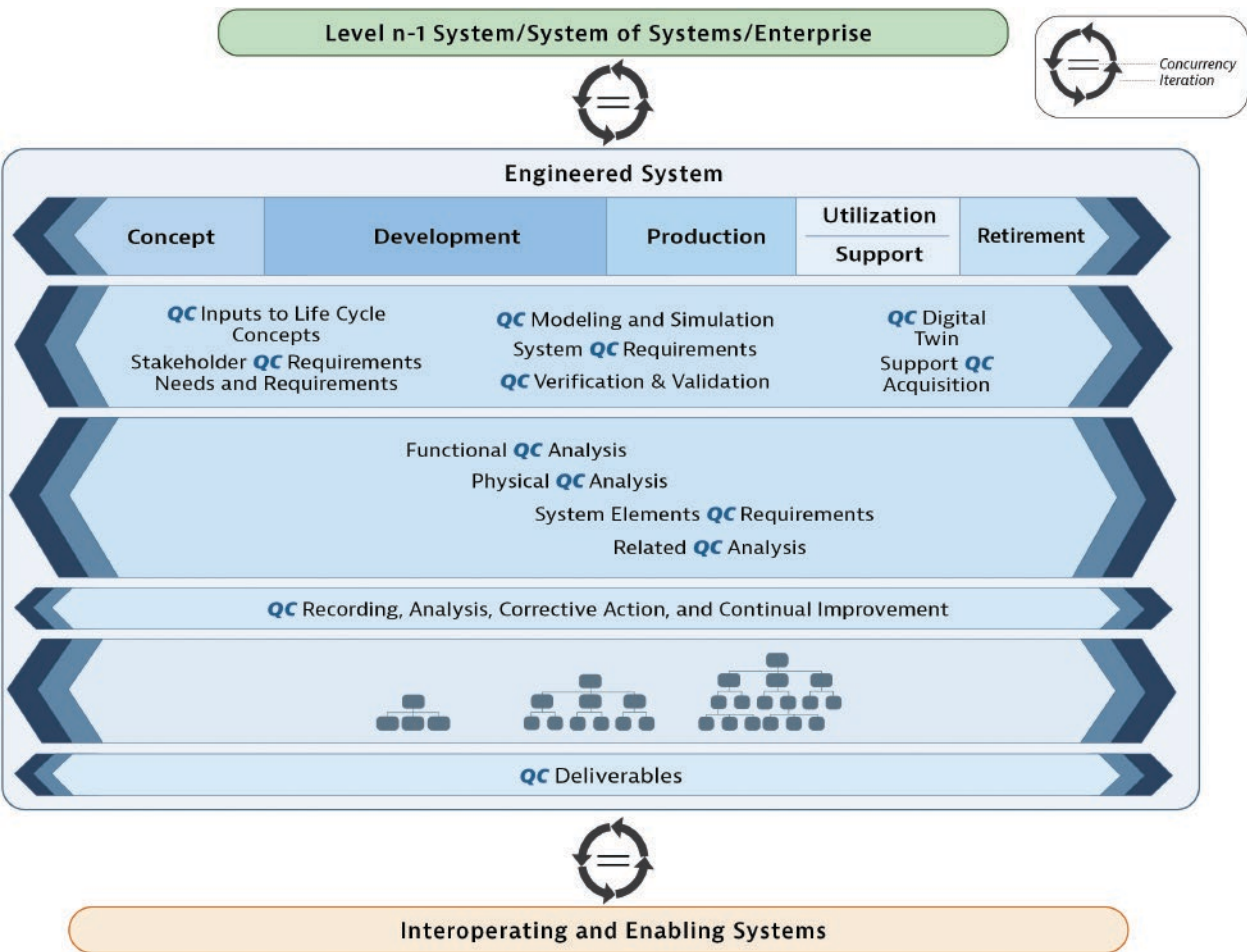 Level n-1 System/System of Systems/Enterprise
Concurrency
Iteration
Engineered System
Concept
Development
Production
Utilization
Support
Retirement
QC Inputs to Life Cycle
Concepts
Stakeholder QC Requirements
Needs and Requirements
QC Modeling and Simulation
System QC Requirements
QC Verification & Validation
QC Digital
Twin
Support QC
Acquisition
Functional QC Analysis
Physical QC Analysis
System Elements QC Requirements
Related QC Analysis
QC Recording, Analysis, Corrective Action, and Continual Improvement
QC Deliverables
Interoperating and Enabling Systems